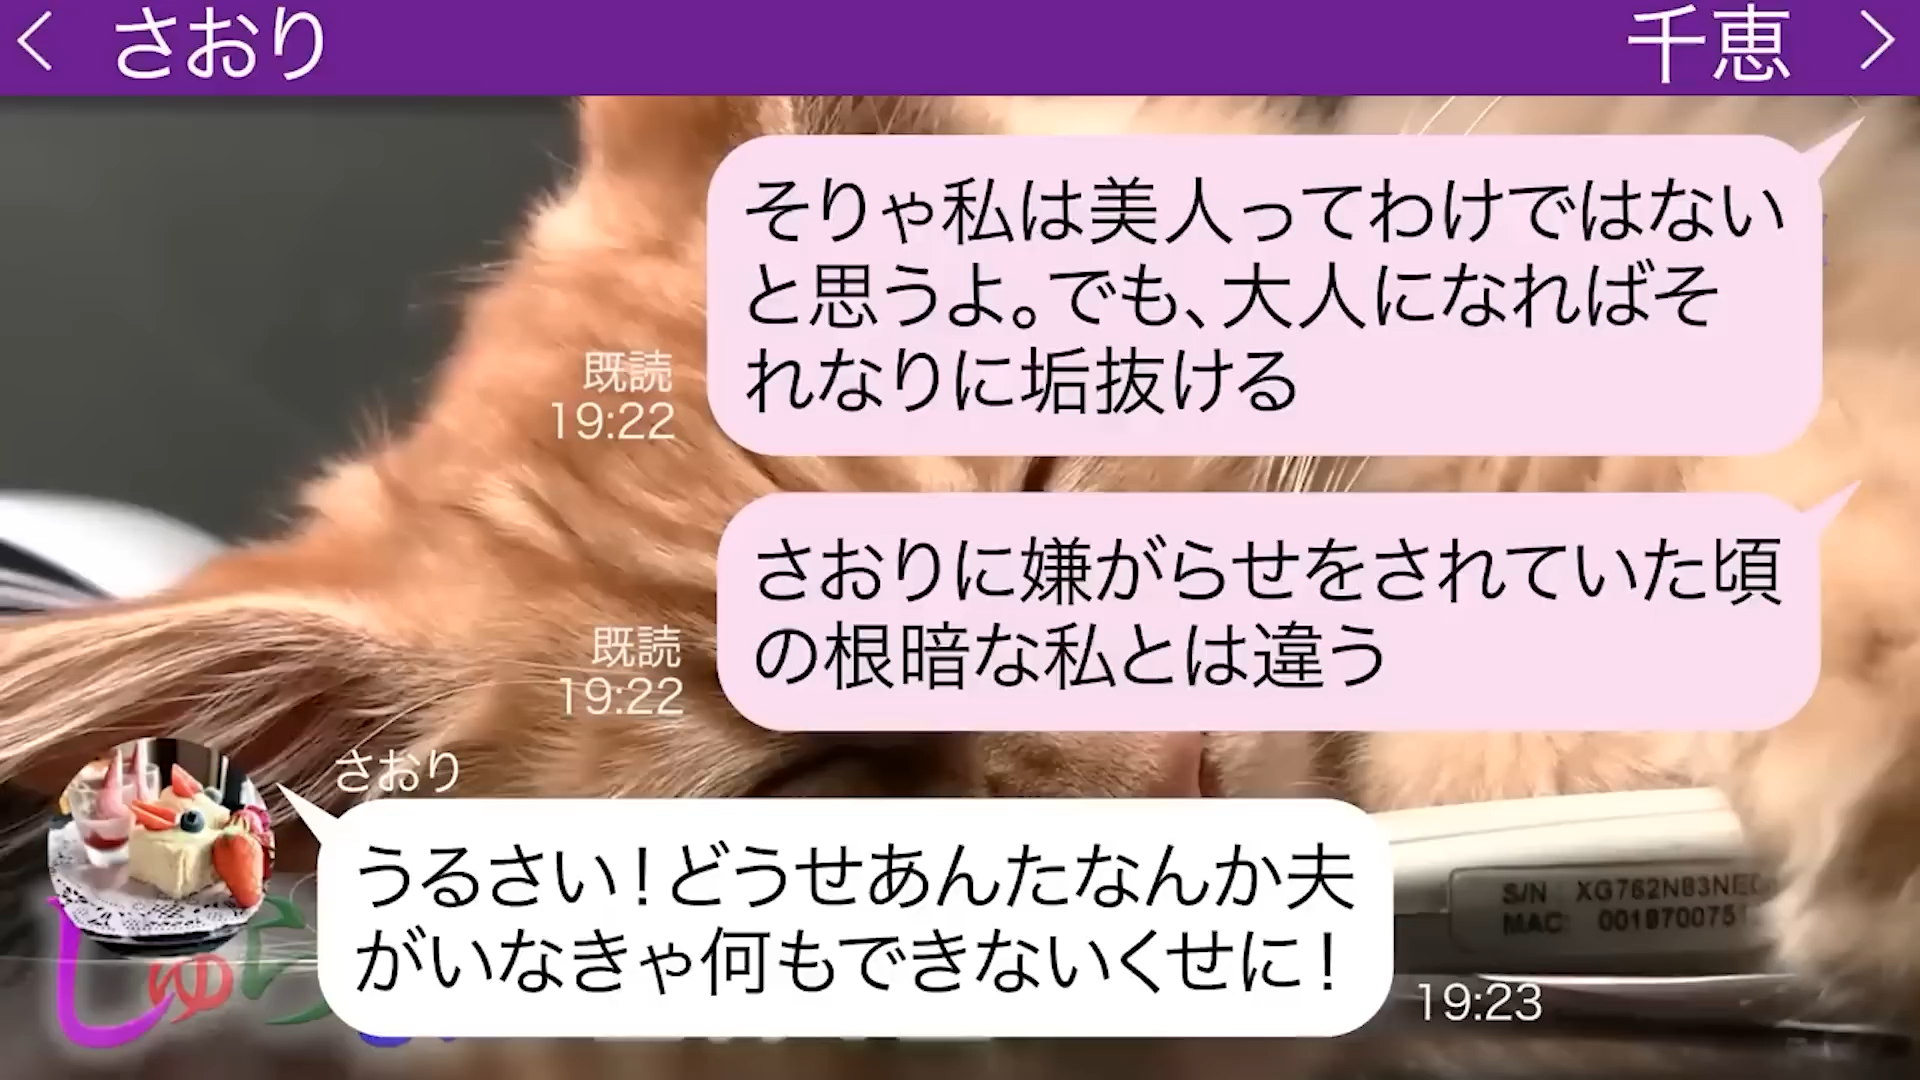 さおり
千恵
そりゃ私は美人ってわけではない
と思うよ。でも、大人になればそ
れなりに垢抜ける
既読
19:22
さおりに嫌がらせをされていた頃
の根暗な私とは違う
既読
19:22
さおり
うるさい！どうせあんたなんか夫
がいなきゃ何もできないくせに！
19:23
S/N
MAC
しゅ